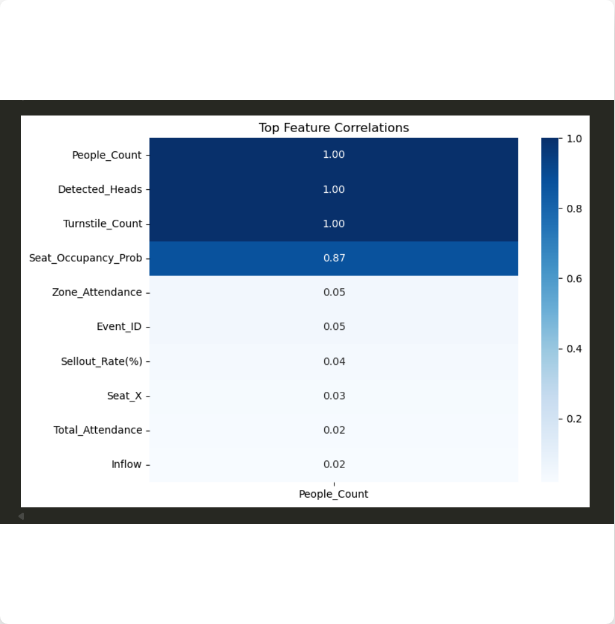 Top Feature Correlations
People_Count
1.00
Detected_Heads
1.00
Turnstile_Count
1.00
Seat_Occupancy_Prob
0.87
Zone_Attendance
0.05
Event_ID
0.05
Sellout_Rate(%)
0.04
Seat_X
0.03
Total_Attendance
0.02
Inflow
0.02
People_Count
1.0
0.8
0.6
0.4
0.2